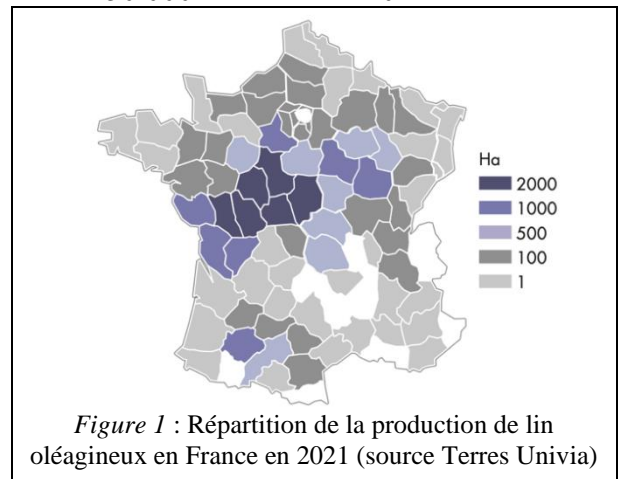 Ha
2000
1000
500
100
1
Figure 1 : Répartition de la production de lin
oléagineux en France en 2021 (source Terres Univia)